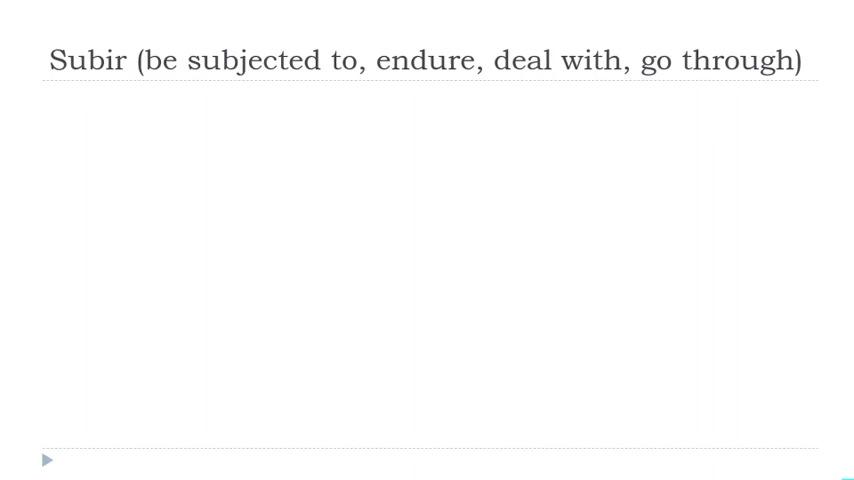 Subir (be subjected to, endure, deal with, go through)